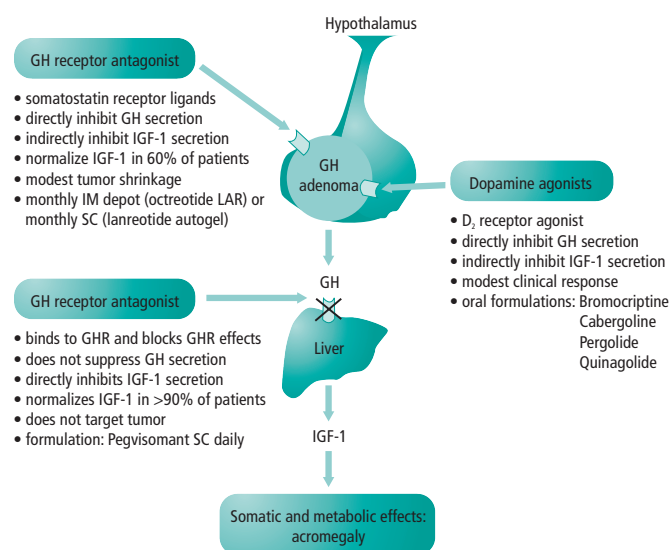 Hypothalamus
GH receptor antagonist
• somatostatin receptor ligands
• directly inhibit GH secretion
• indirectly inhibit IGF-1 secretion
• normalize IGF-1 in 60% of patients
• modest tumor shrinkage
• monthly IM depot (octreotide LAR) or
monthly SC (lanreotide autogel)
GH
adenoma
Dopamine agonists
• D₂ receptor agonist
• directly inhibit GH secretion
• indirectly inhibit IGF-1 secretion
• modest clinical response
• oral formulations: Bromocriptine
Cabergoline
Pergolide
Quinagolide
GH receptor antagonist
• binds to GHR and blocks GHR effects
• does not suppress GH secretion
• directly inhibits IGF-1 secretion
• normalizes IGF-1 in >90% of patients
• does not target tumor
• formulation: Pegvisomant SC daily
GH
Liver
IGF-1
Somatic and metabolic effects:
acromegaly